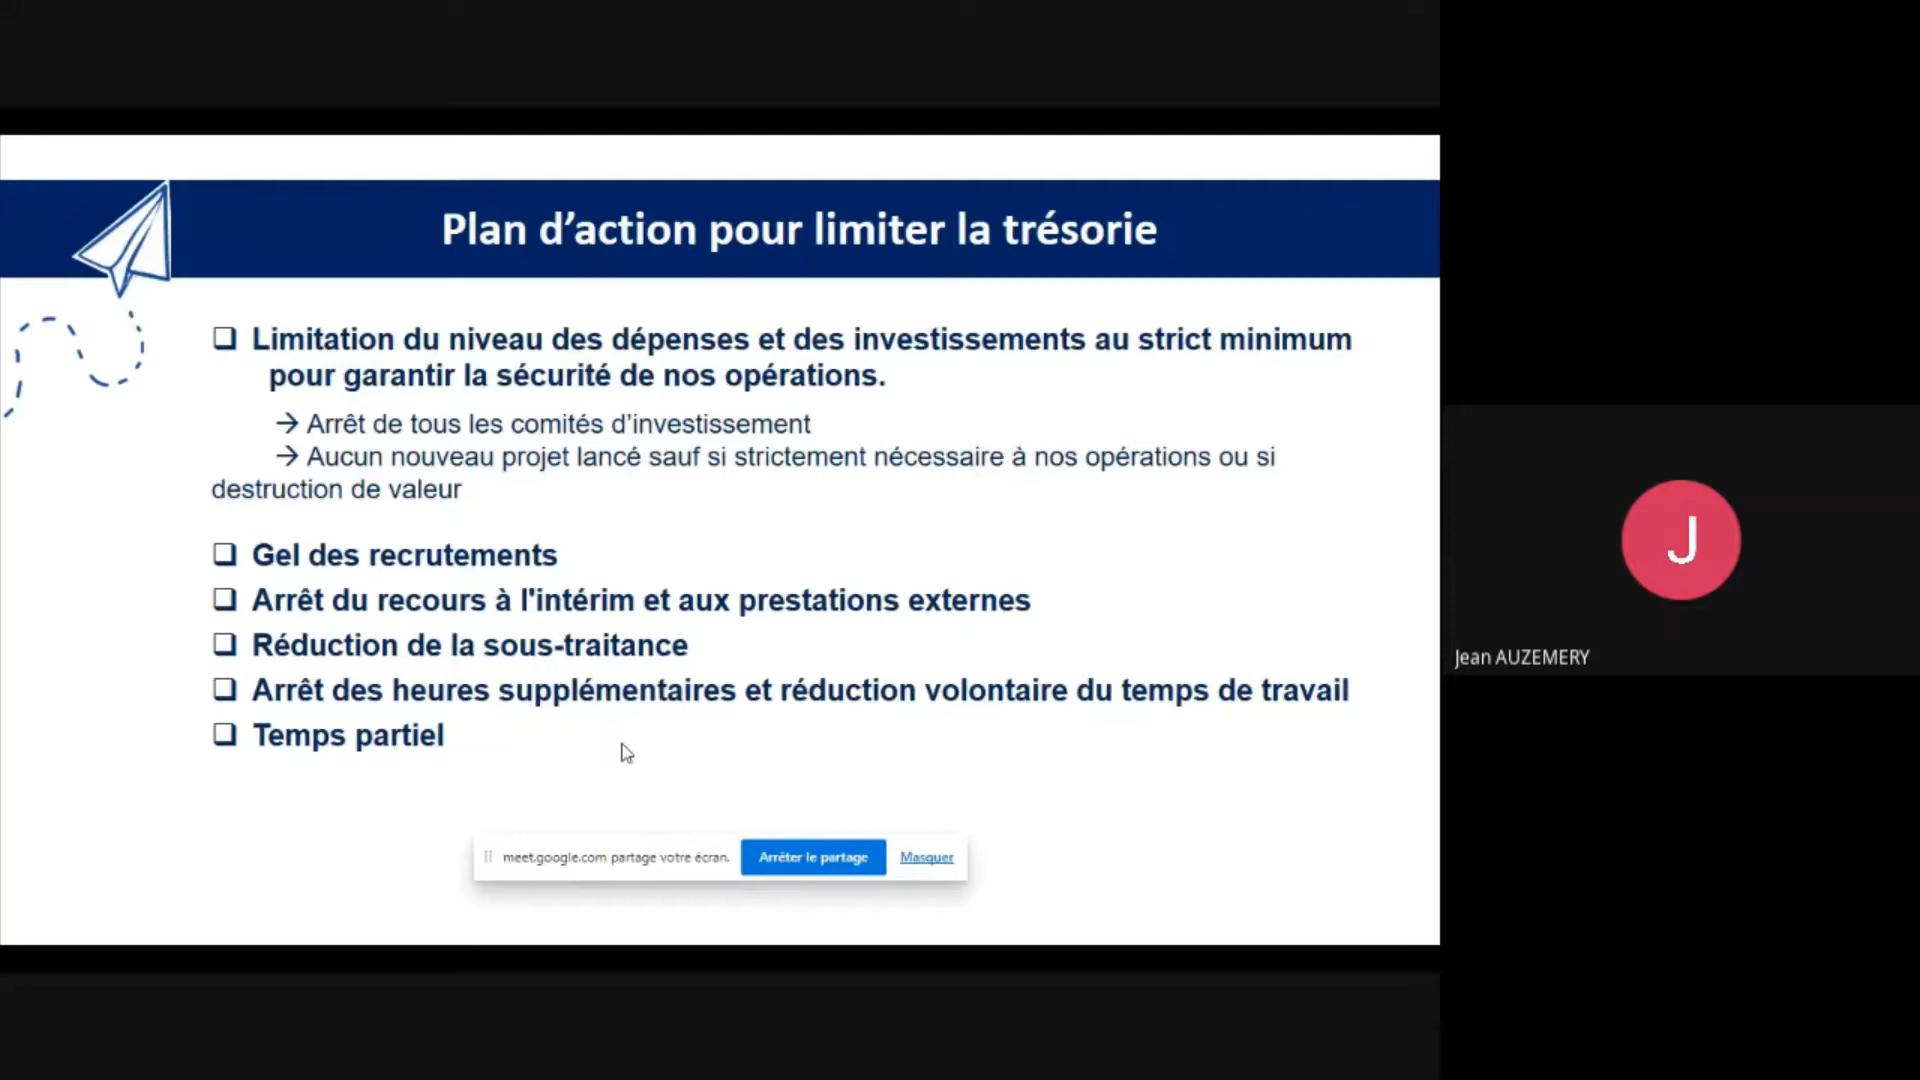 Plan d’action pour limiter la trésorie
❑ Limitation du niveau des dépenses et des investissements au strict minimum
pour garantir la sécurité de nos opérations.
→ Arrêt de tous les comités d’investissement
→ Aucun nouveau projet lancé sauf si strictement nécessaire à nos opérations ou si
destruction de valeur
❑ Gel des recrutements
❑ Arrêt du recours à l'intérim et aux prestations externes
❑ Réduction de la sous-traitance
❑ Arrêt des heures supplémentaires et réduction volontaire du temps de travail
❑ Temps partiel
meet.google.com partage votre écran. Arrêter le partage Masquer
J
Jean AUZEMERY